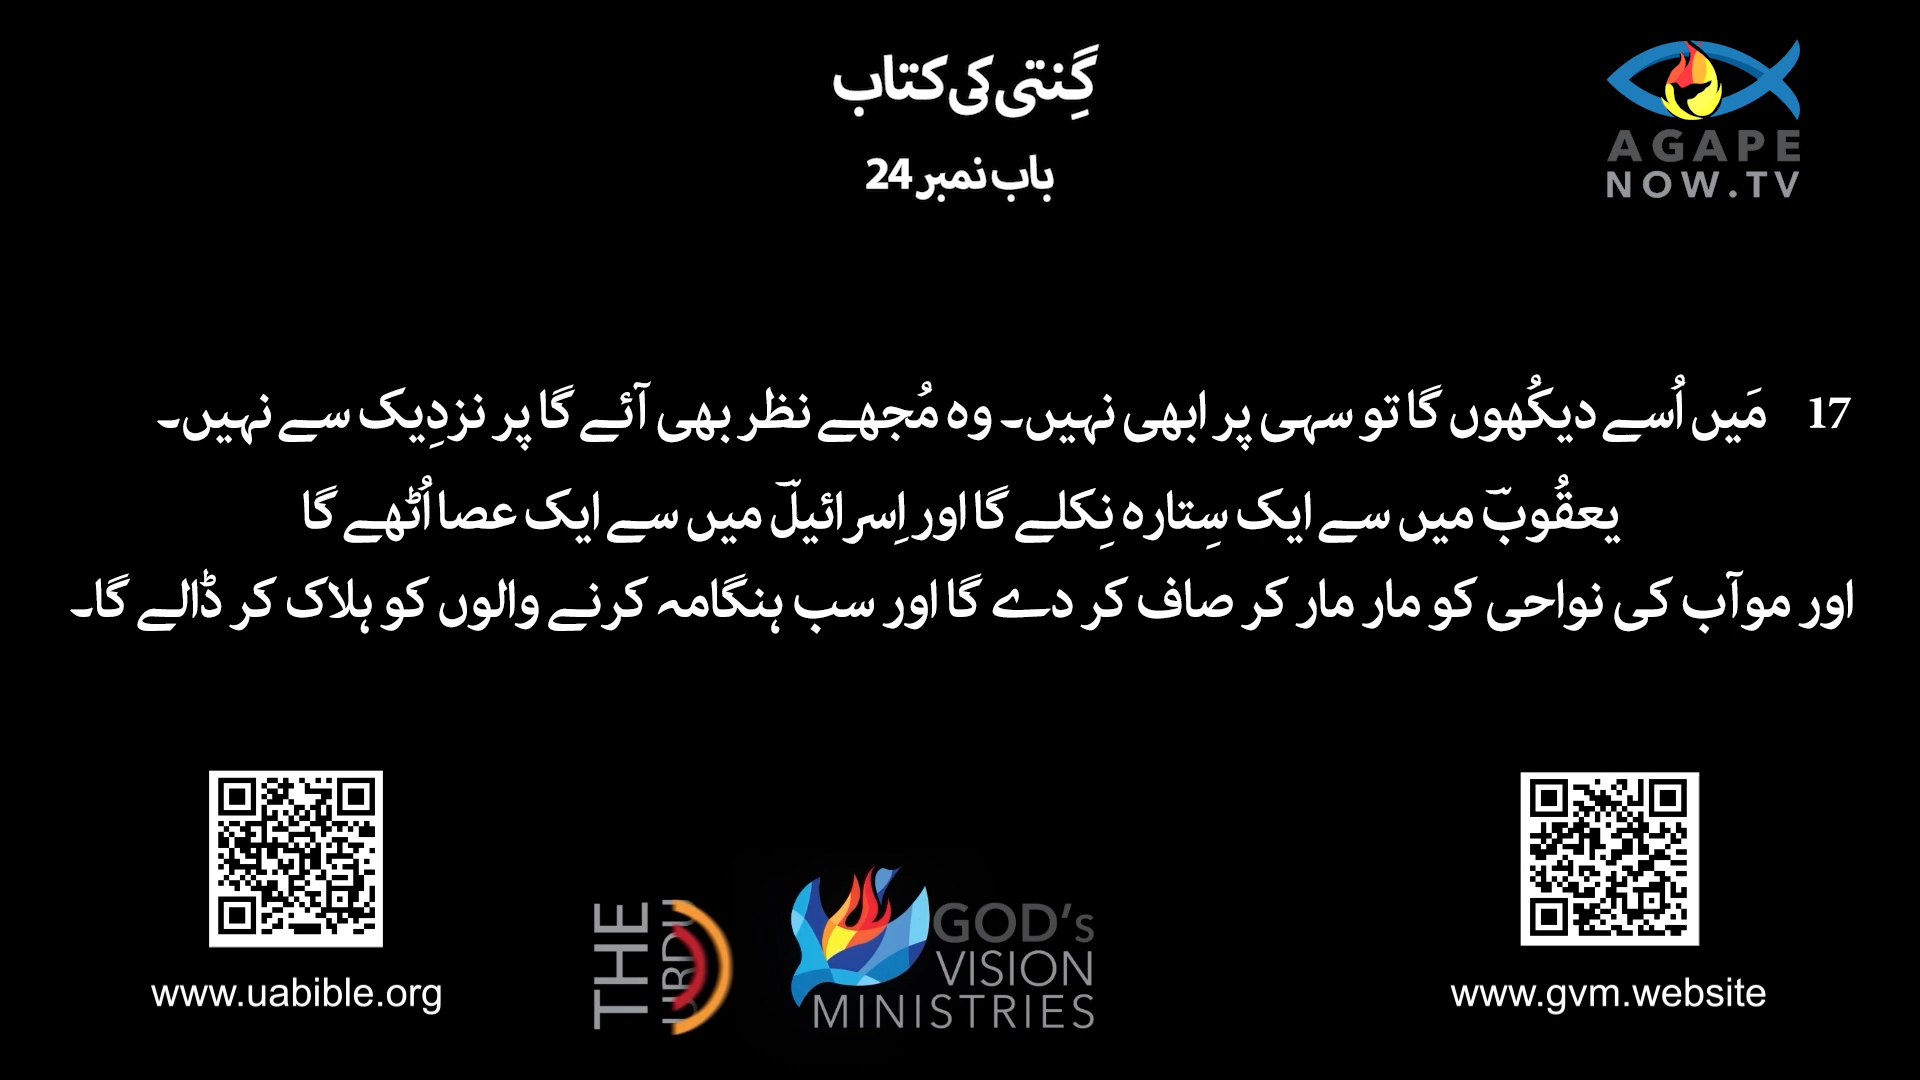 گِنتی کی کتاب
باب نمبر 24
AGAPE
NOW.TV
17 مَیں اُسے دیکُھوں گا تو سہی پر ابھی نہیں۔ وہ مُجھے نظر بھی آئے گا پر نزدِیک سے نہیں۔
یعقُوبؔ میں سے ایک سِتارہ نِکلے گا اور اِسرائیلؔ میں سے ایک عصا اُٹھے گا
اور موآب کی نواحی کو مار مار کر صاف کر دے گا اور سب ہنگامہ کرنے والوں کو ہلاک کر ڈالے گا۔
www.uabible.org
THE
URDU
GOD's
VISION
MINISTRIES
www.gvm.website